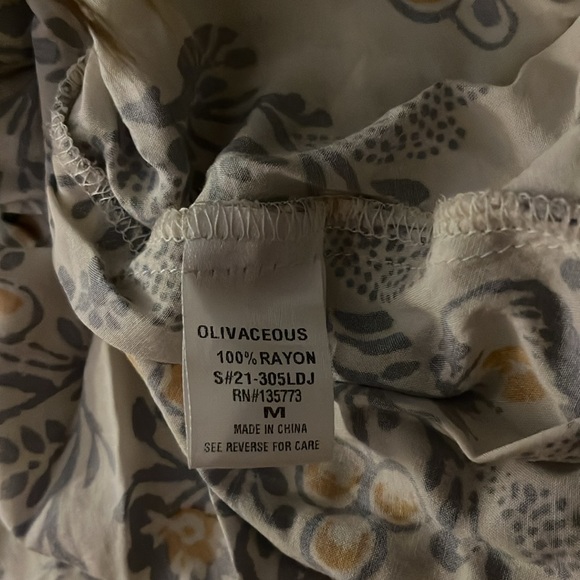 OLIVACEOUS
100% RAYON
S#21-305LDJ
RN#135773
M
MADE IN CHINA
SEE REVERSE FOR CARE